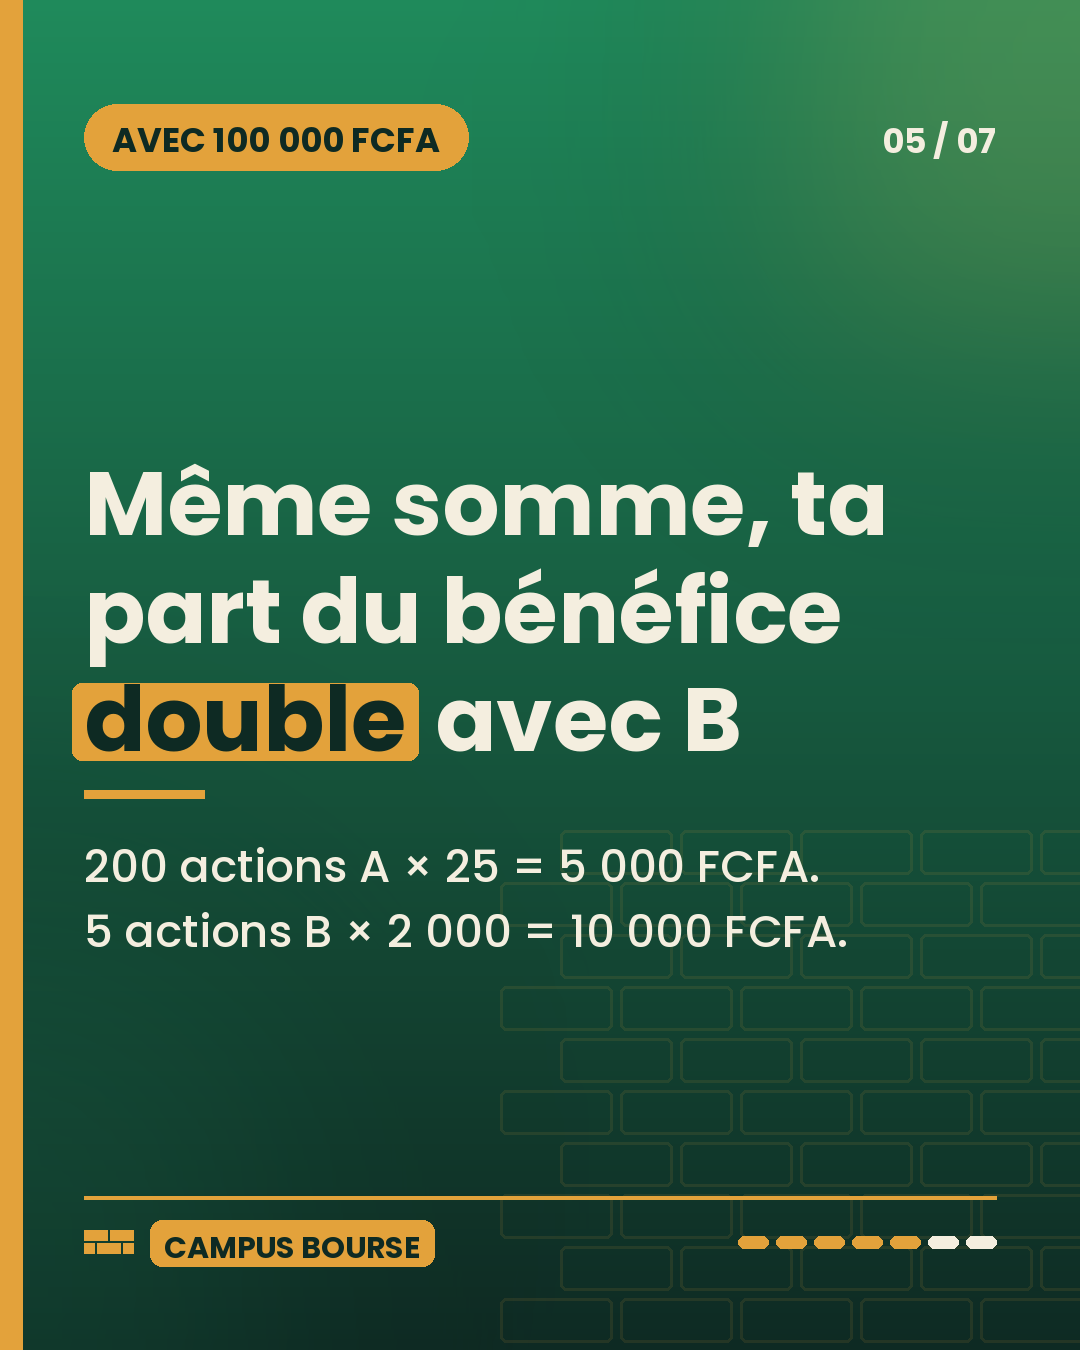 AVEC 100 000 FCFA
05 / 07
Même somme, ta
part du bénéfice
double avec B
200 actions A × 25 = 5 000 FCFA.
5 actions B × 2 000 = 10 000 FCFA.
CAMPUS BOURSE